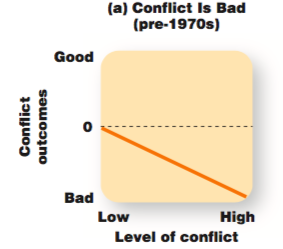 (a) Conflict Is Bad
(pre-1970s)
Good
Conflict
outcomes
0
Bad
Low
High
Level of conflict